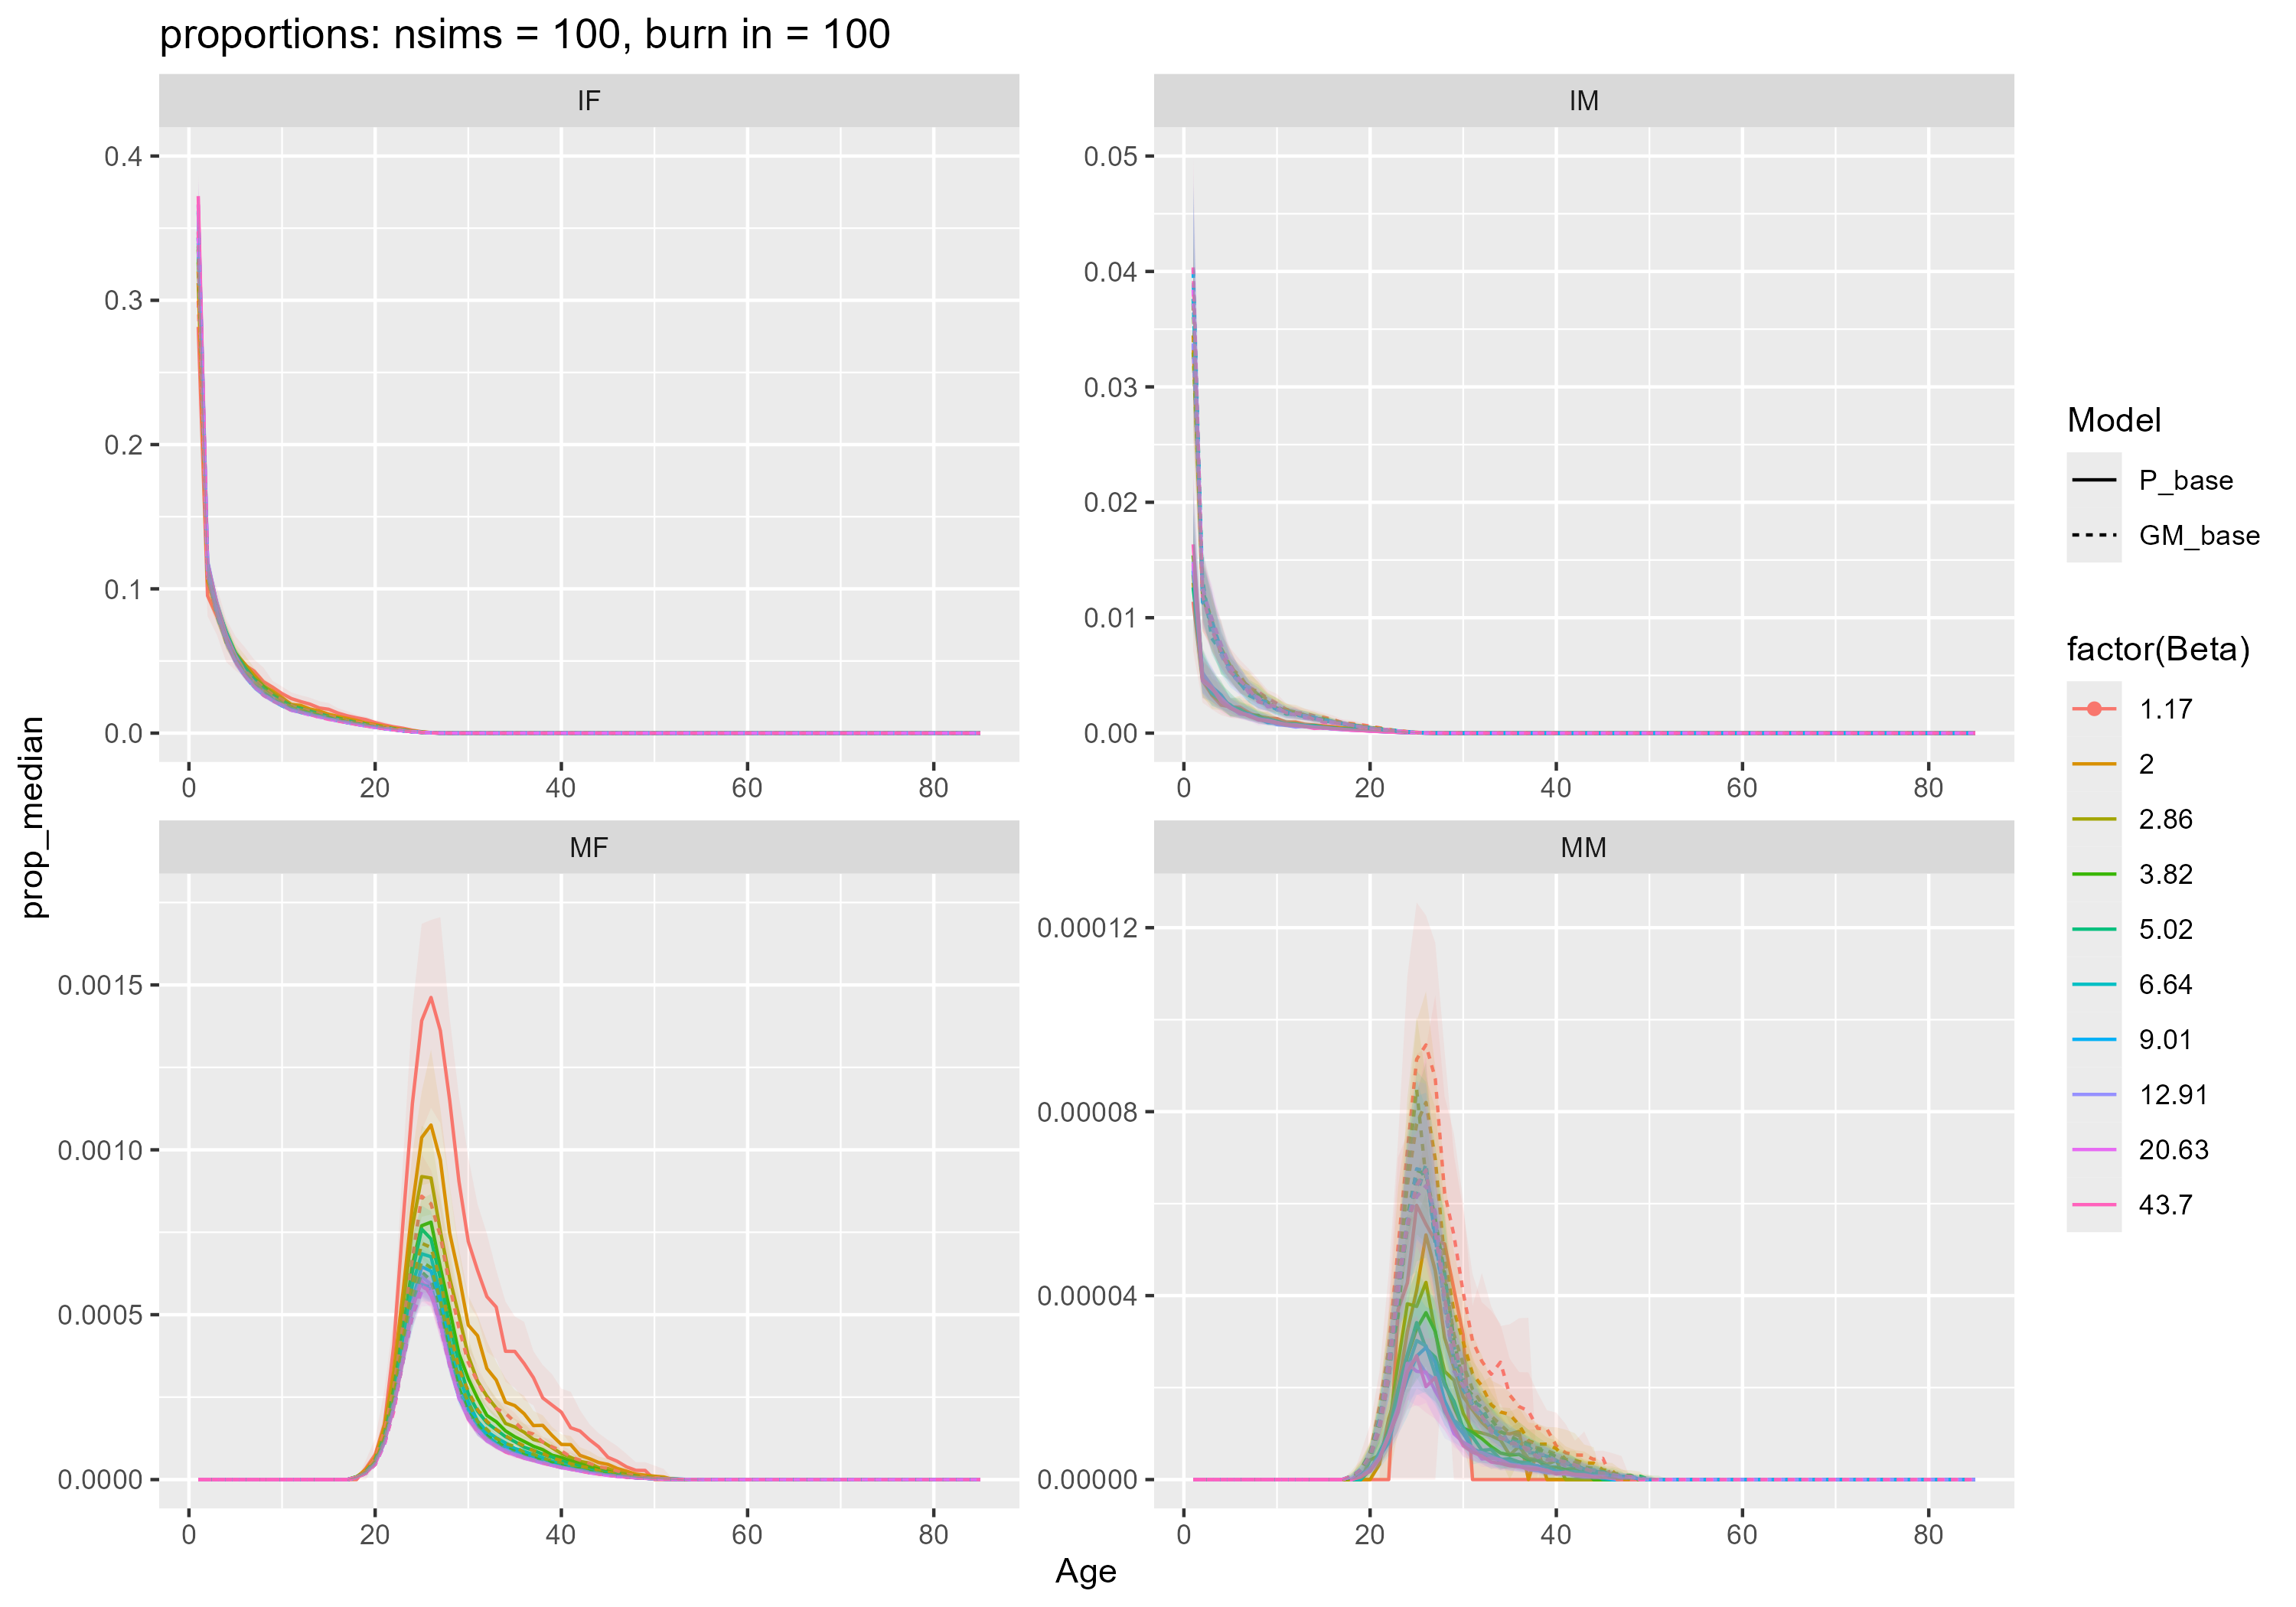 proportions: nsims = 100, burn in = 100
IF
IM
0.4
0.3
0.2
0.1
0.0
0 20 40 60 80
0.05
0.04
0.03
0.02
0.01
0.00
0 20 40 60 80
MF
MM
0.0015
0.0010
0.0005
0.0000
0 20 40 60 80
0.00012
0.00008
0.00004
0.00000
0 20 40 60 80
prop_median
Age
Model
P_base
GM_base
factor(Beta)
1.17
2
2.86
3.82
5.02
6.64
9.01
12.91
20.63
43.7